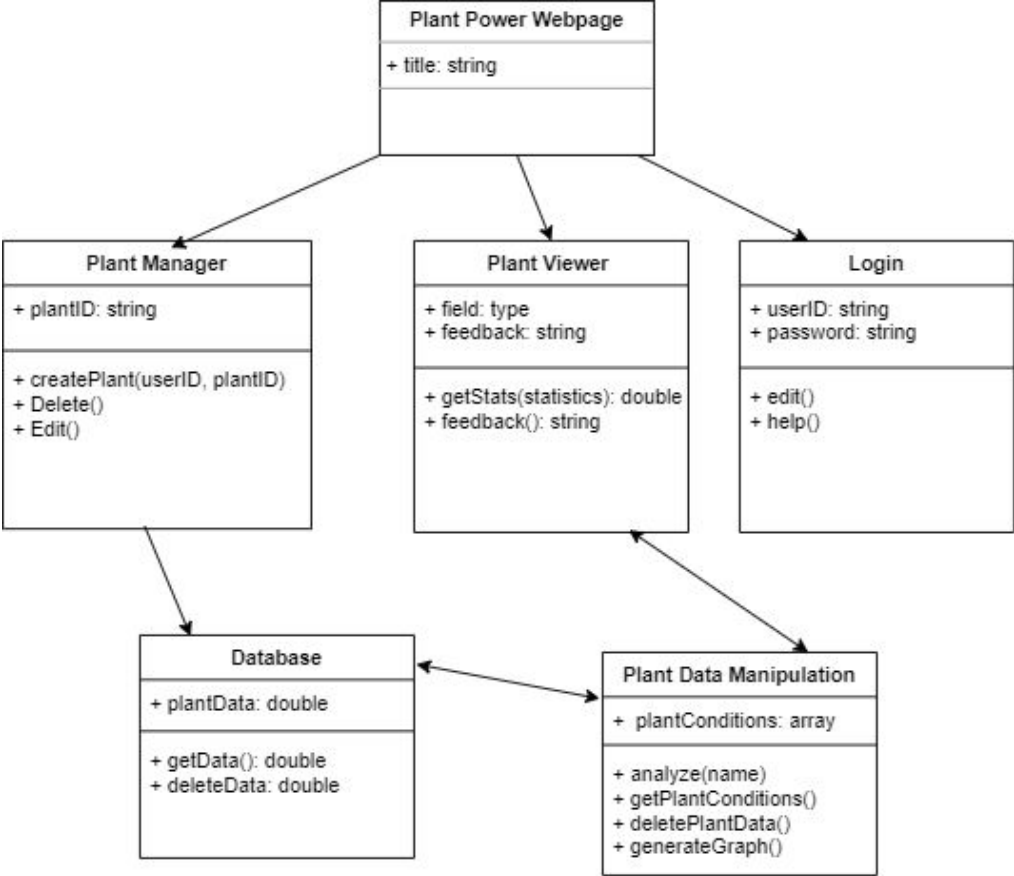 Plant Power Webpage
+ title: string
Plant Manager
+ plantID: string
+ createPlant(userID, plantID)
+ Delete()
+ Edit()
Plant Viewer
+ field: type
+ feedback: string
+ getStats(statistics): double
+ feedback(): string
Login
+ userID: string
+ password: string
+ edit()
+ help()
Database
+ plantData: double
+ getData(): double
+ deleteData: double
Plant Data Manipulation
+ plantConditions: array
+ analyze(name)
+ getPlantConditions()
+ deletePlantData()
+ generateGraph()